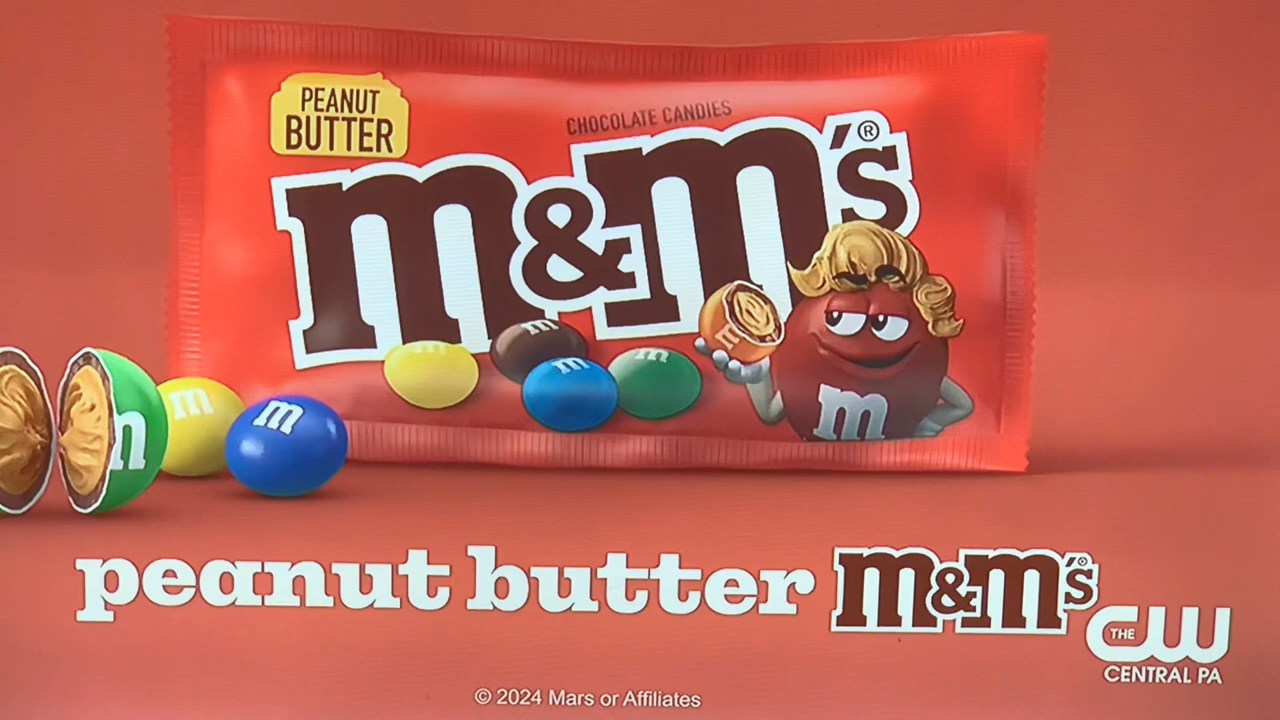 PEANUT
BUTTER
CHOCOLATE CANDIES
m&m's®
m
m
m
m
m
m
m
m
m
peanut butter m&m's®
THE CW
CENTRAL PA
© 2024 Mars or Affiliates